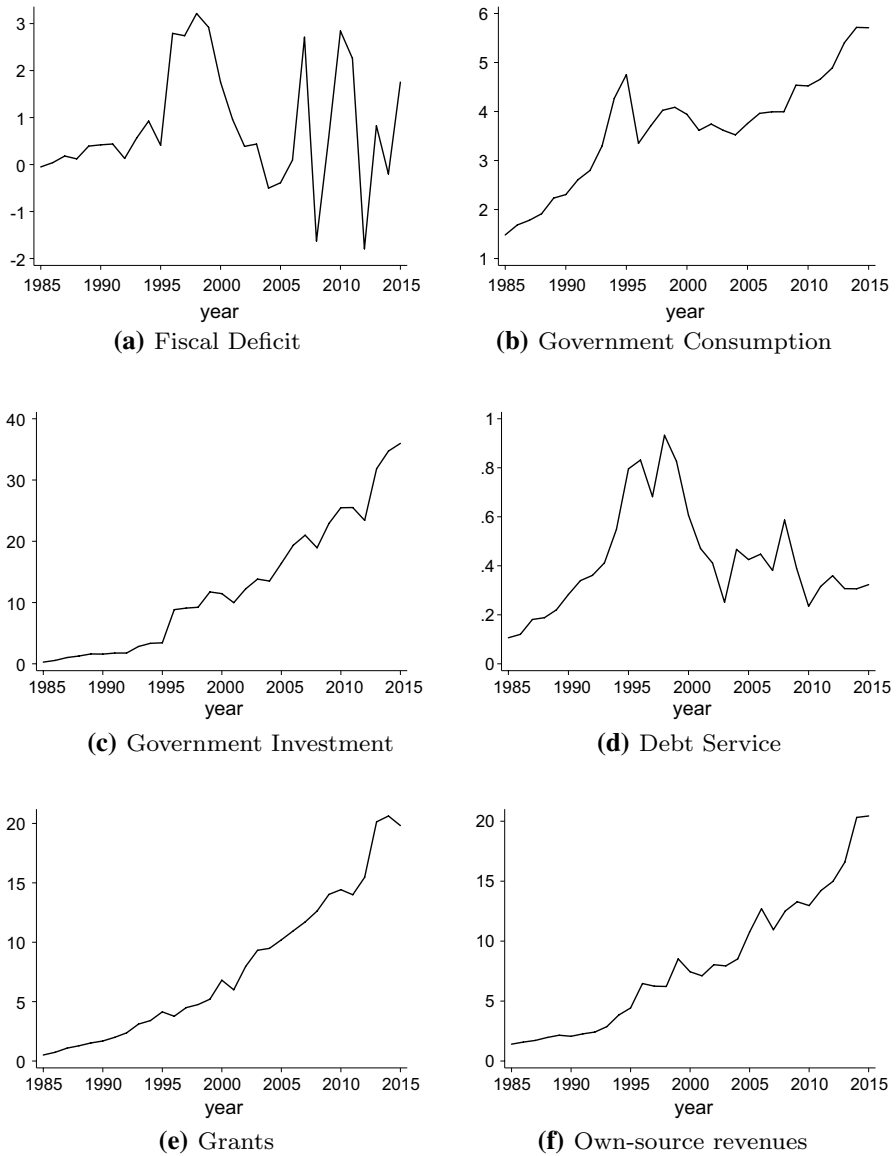 3
2
1
0
-1
-2
1985 1990 1995 2000 2005 2010 2015
year
(a) Fiscal Deficit
6
5
4
3
2
1
1985 1990 1995 2000 2005 2010 2015
year
(b) Government Consumption
40
30
20
10
0
1985 1990 1995 2000 2005 2010 2015
year
(c) Government Investment
1
.8
.6
.4
.2
0
1985 1990 1995 2000 2005 2010 2015
year
(d) Debt Service
20
15
10
5
0
1985 1990 1995 2000 2005 2010 2015
year
(e) Grants
20
15
10
5
0
1985 1990 1995 2000 2005 2010 2015
year
(f) Own-source revenues